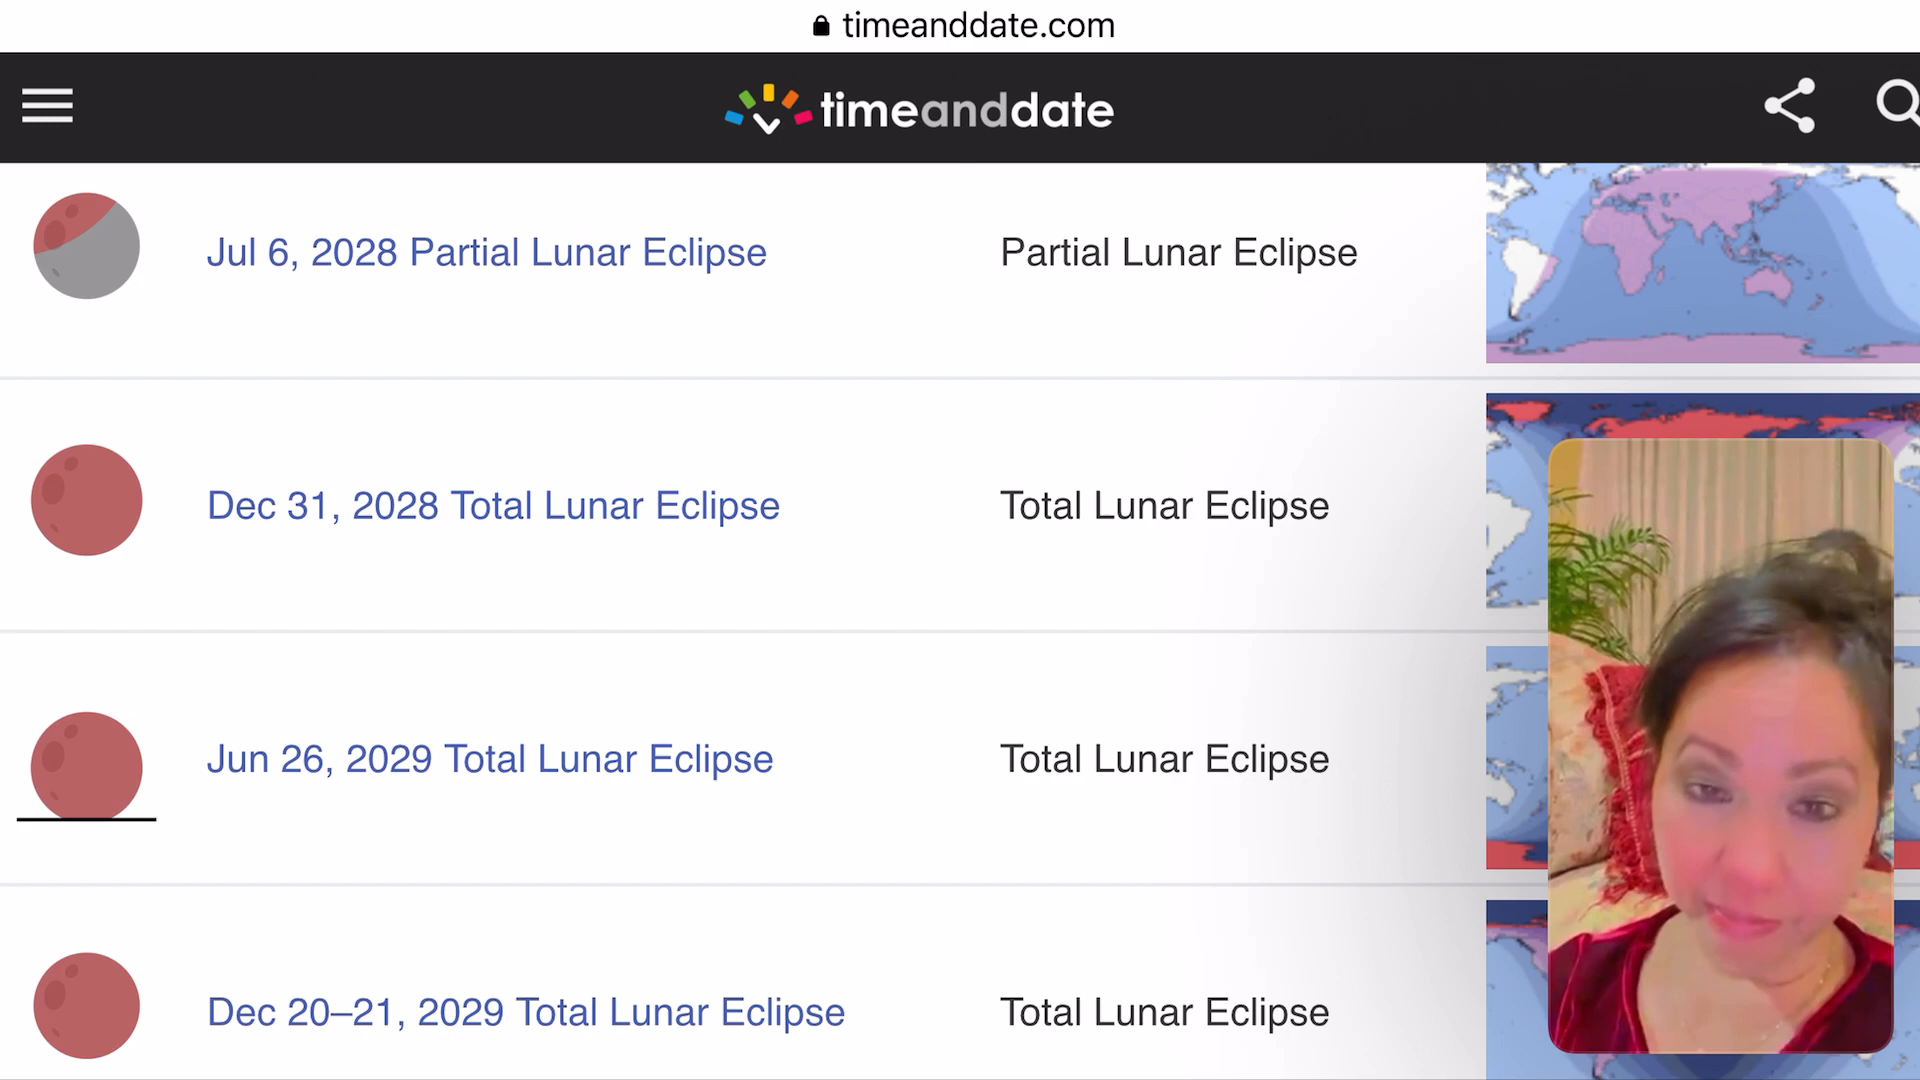 timeanddate.com
timeanddate
Jul 6, 2028 Partial Lunar Eclipse
Partial Lunar Eclipse
Dec 31, 2028 Total Lunar Eclipse
Total Lunar Eclipse
Jun 26, 2029 Total Lunar Eclipse
Total Lunar Eclipse
Dec 20–21, 2029 Total Lunar Eclipse
Total Lunar Eclipse